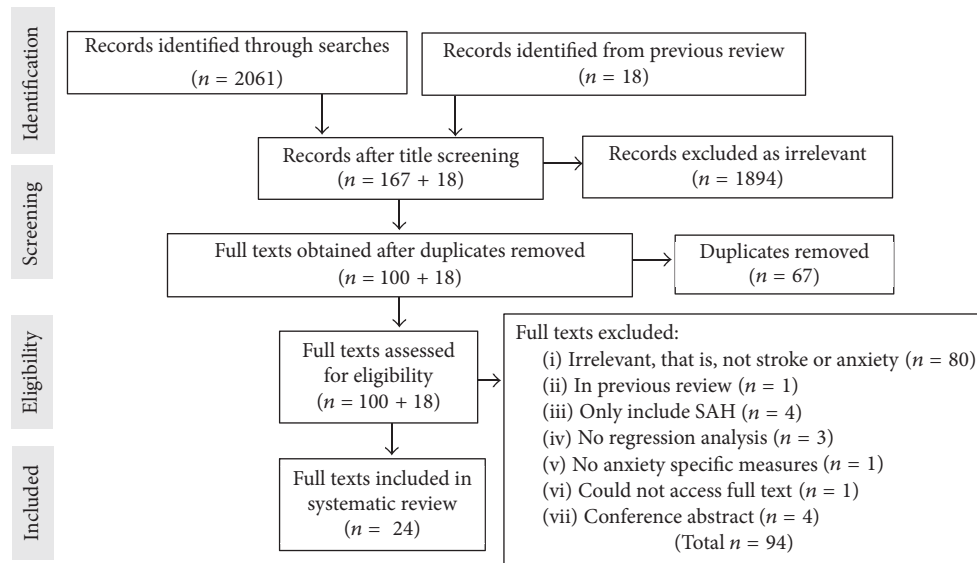 Identification
Records identified through searches
(n = 2061)
Records identified from previous review
(n = 18)
Records after title screening
(n = 167 + 18)
Records excluded as irrelevant
(n = 1894)
Screening
Full texts obtained after duplicates removed
(n = 100 + 18)
Duplicates removed
(n = 67)
Eligibility
Full texts assessed
for eligibility
(n = 100 + 18)
Full texts excluded:
(i) Irrelevant, that is, not stroke or anxiety (n = 80)
(ii) In previous review (n = 1)
(iii) Only include SAH (n = 4)
(iv) No regression analysis (n = 3)
(v) No anxiety specific measures (n = 1)
(vi) Could not access full text (n = 1)
(vii) Conference abstract (n = 4)
(Total n = 94)
Included
Full texts included in
systematic review
(n = 24)